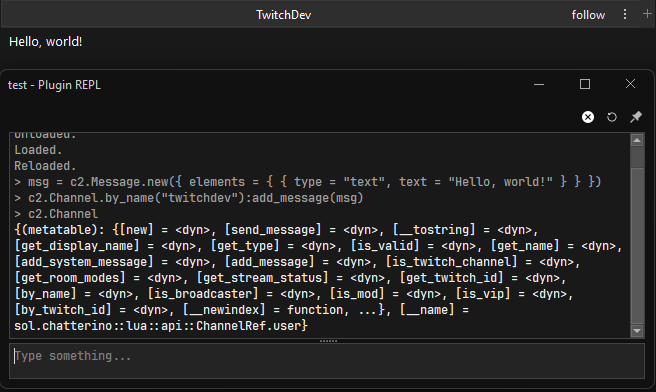 TwitchDev
follow
Hello, world!
test - Plugin REPL
Unloaded.
Loaded.
Reloaded.
> msg = c2.Message.new({ elements = { { type = "text", text = "Hello, world!" } } })
> c2.Channel.by_name("twitchdev"):add_message(msg)
> c2.Channel
{(metatable): {[new] = <dyn>, [send_message] = <dyn>, [__tostring] = <dyn>,
[get_display_name] = <dyn>, [get_type] = <dyn>, [is_valid] = <dyn>, [get_name] = <dyn>,
[add_system_message] = <dyn>, [add_message] = <dyn>, [is_twitch_channel] = <dyn>,
[get_room_modes] = <dyn>, [get_stream_status] = <dyn>, [get_twitch_id] = <dyn>,
[by_name] = <dyn>, [is_broadcaster] = <dyn>, [is_mod] = <dyn>, [is_vip] = <dyn>,
[by_twitch_id] = <dyn>, [__newindex] = function, ...}, [__name] =
sol.chatterino::lua::api::ChannelRef.user}
Type something...